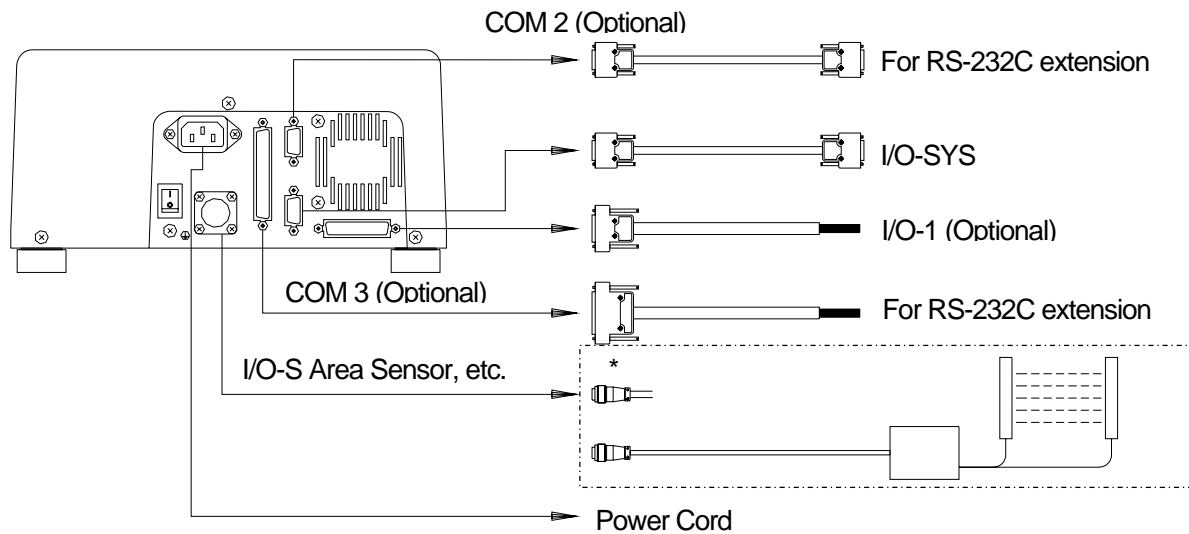 COM 2 (Optional)
For RS-232C extension
I/O-SYS
I/O-1 (Optional)
COM 3 (Optional)
For RS-232C extension
I/O-S Area Sensor, etc.
*
Power Cord